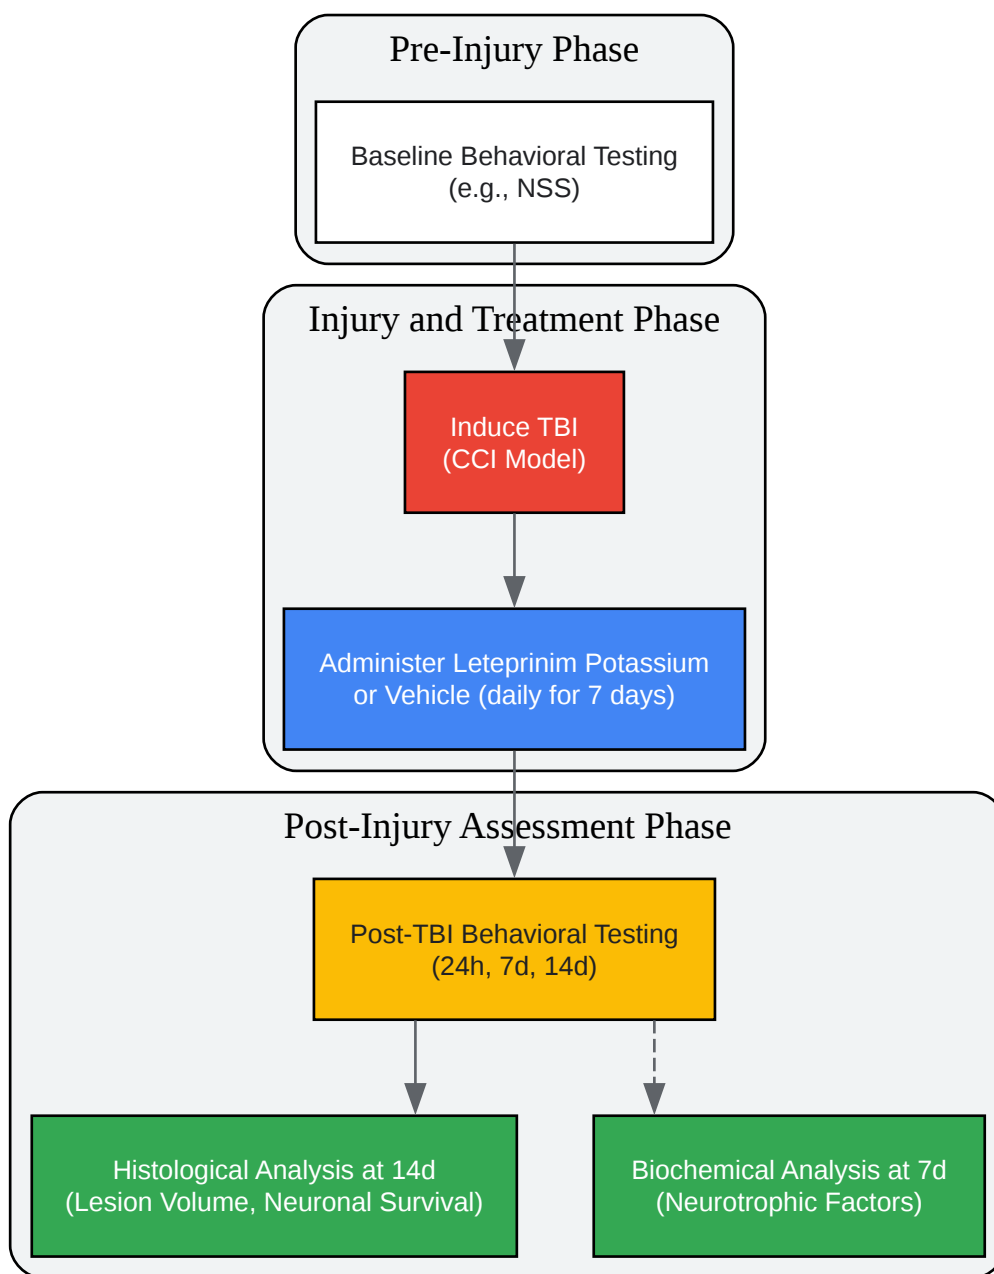 Pre-Injury Phase
Baseline Behavioral Testing
(e.g., NSS)
Injury and Treatment Phase
Induce TBI
(CCI Model)
Administer Leteprinim Potassium
or Vehicle (daily for 7 days)
Post-Injury Assessment Phase
Post-TBI Behavioral Testing
(24h, 7d, 14d)
Histological Analysis at 14d
(Lesion Volume, Neuronal Survival)
Biochemical Analysis at 7d
(Neurotrophic Factors)